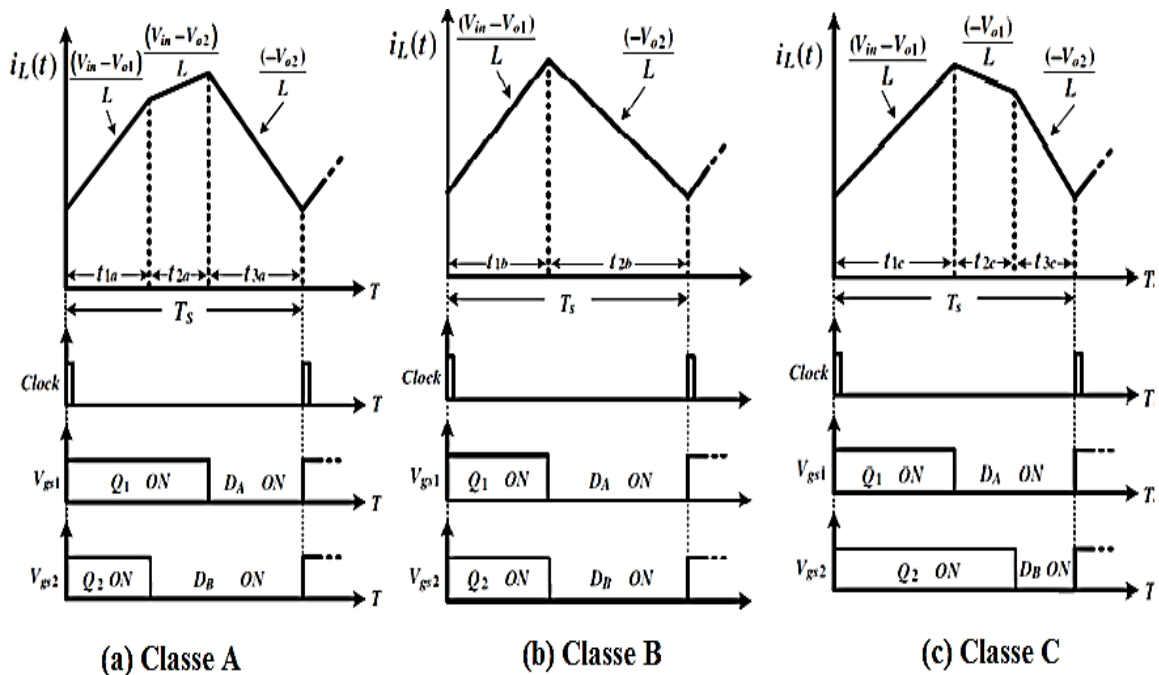 i_L(t)
(V_in−V_o1)
L
(V_in−V_o2)
L
(−V_o2)
L
t_1a
t_2a
t_3a
T
T_s
Clock
T
V_gs1
Q_1 ON
D_A ON
T
V_gs2
Q_2 ON
D_B ON
T
(a) Classe A
(V_in−V_o1)
L
(−V_o2)
L
t_1b
t_2b
T_s
Clock
V_gs1
Q_1 ON
D_A ON
V_gs2
Q_2 ON
D_B ON
(b) Classe B
i_L(t)
(V_in−V_o1)
L
(−V_o1)
L
(−V_o2)
L
t_1c
t_2c
t_3c
T
T_s
Clock
T
V_gs1
Q_1 ON
D_A ON
T
V_gs2
Q_2 ON
D_B ON
T
(c) Classe C